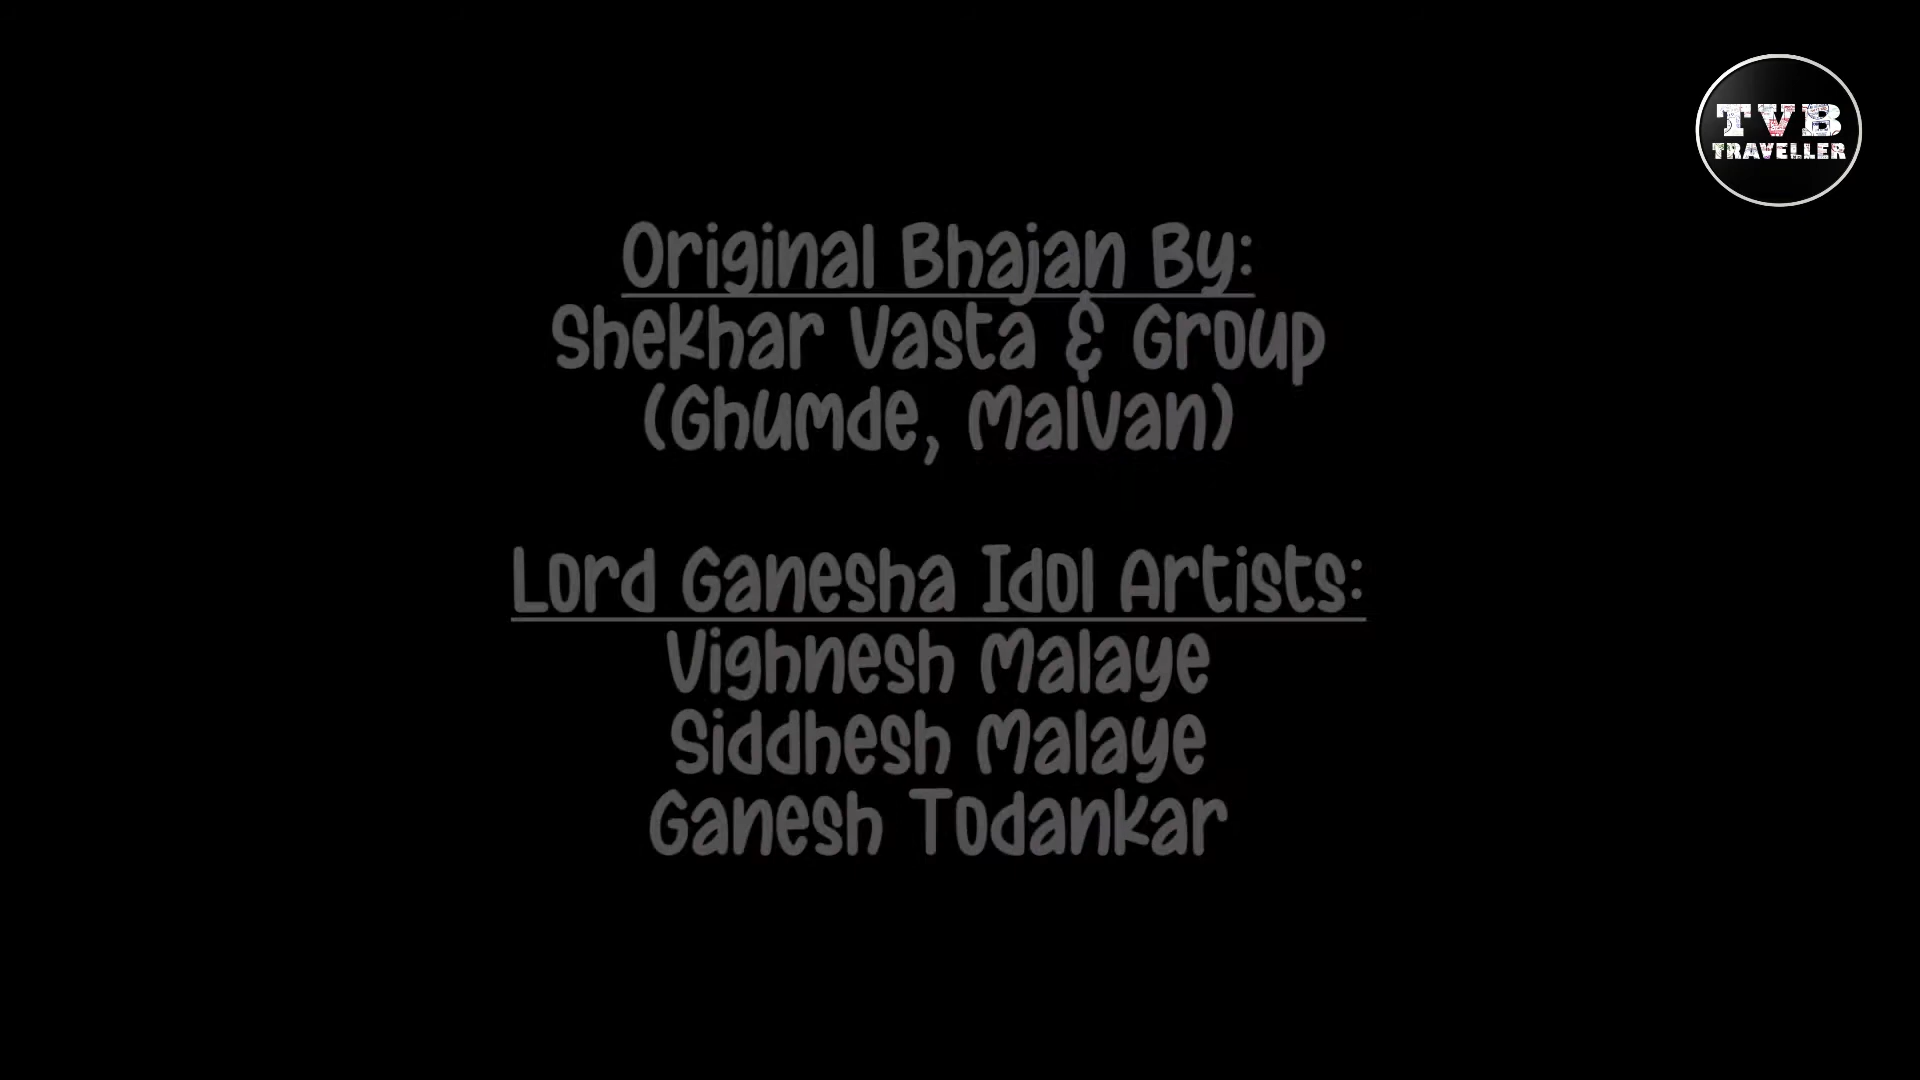 TVB
TRAVELLER
Original Bhajan By:
Shekhar Vasta & Group
(Ghumde, Malvan)
Lord Ganesha Idol Artists:
Vighnesh Malaye
Siddhesh Malaye
Ganesh Todankar